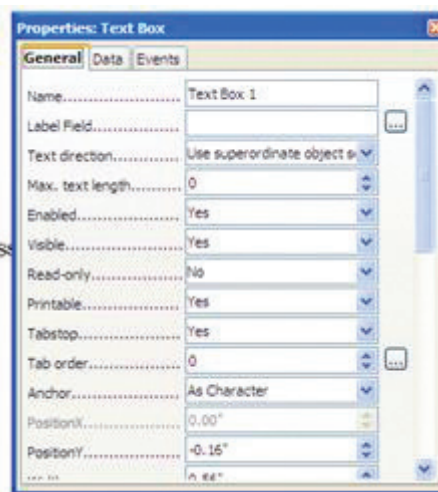 Properties: Text Box
General Data Events
Name Text Box 1
Label Field ...
Text direction Use superordinate object s
Max. text length 0
Enabled Yes
Visible Yes
Read-only No
Printable Yes
Tabstop Yes
Tab order 0 ...
Anchor As Character
PositionX 0.00"
PositionY -0.16"